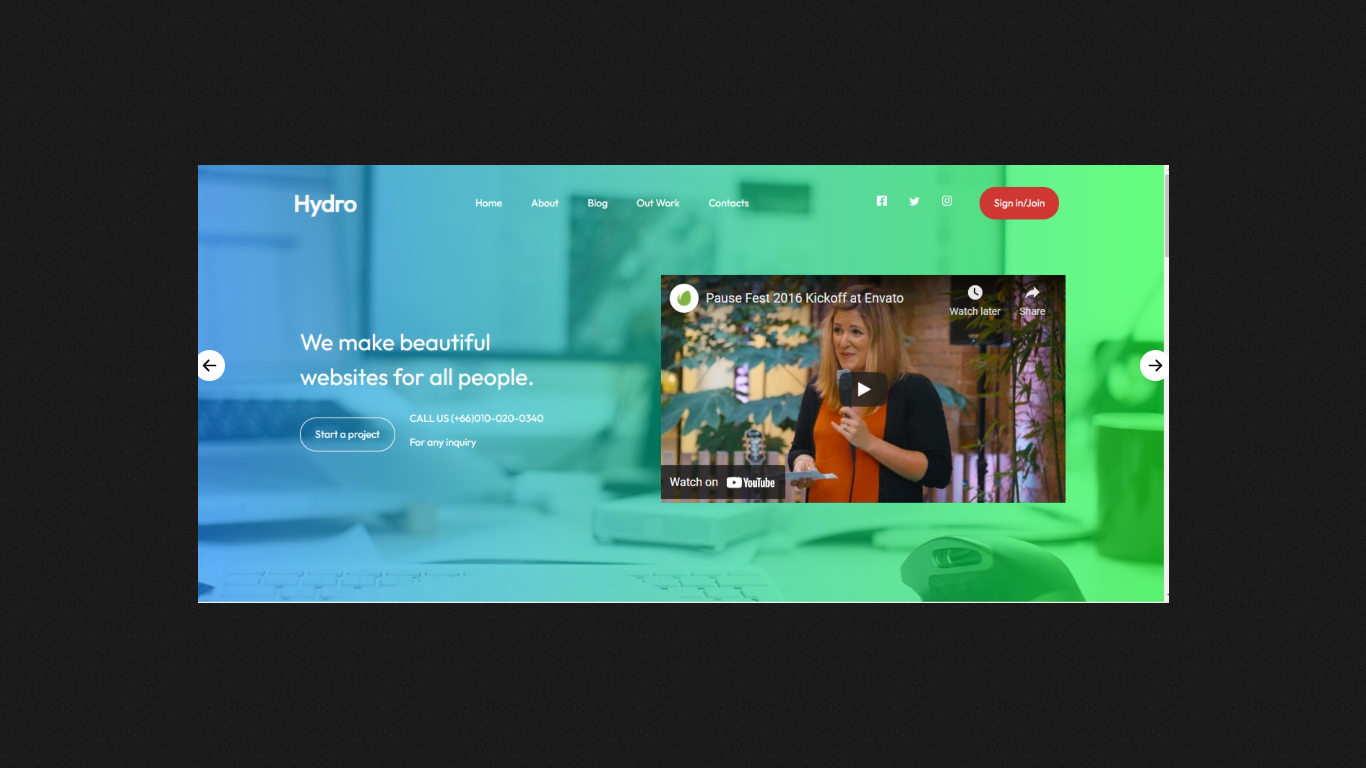 Hydro
Home About Blog Out Work Contacts Sign in/Join
Pause Fest 2016 Kickoff at Envato
Watch later Share
We make beautiful
websites for all people.
Start a project
CALL US (+66)010-020-0340
For any inquiry
Watch on YouTube